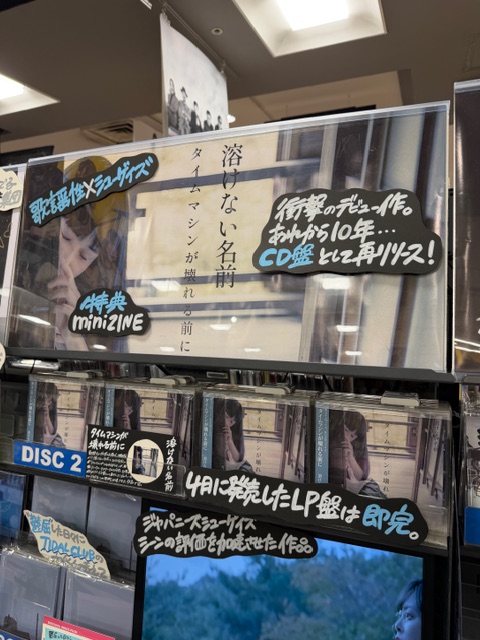 歌謡性×シューゲイズ
溶けない名前
タイムマシンが壊れる前に
衝撃のデビュー作。
あれから10年…
CD盤として再リリース!
特典
miniZINE
DISC 2
タイムマシンが
壊れる前に
溶けない名前
4月に発売したLP盤は即完。
ジャパニーズシューゲイズ
シーンの評価を加速させた作品
TIDAL CLUB